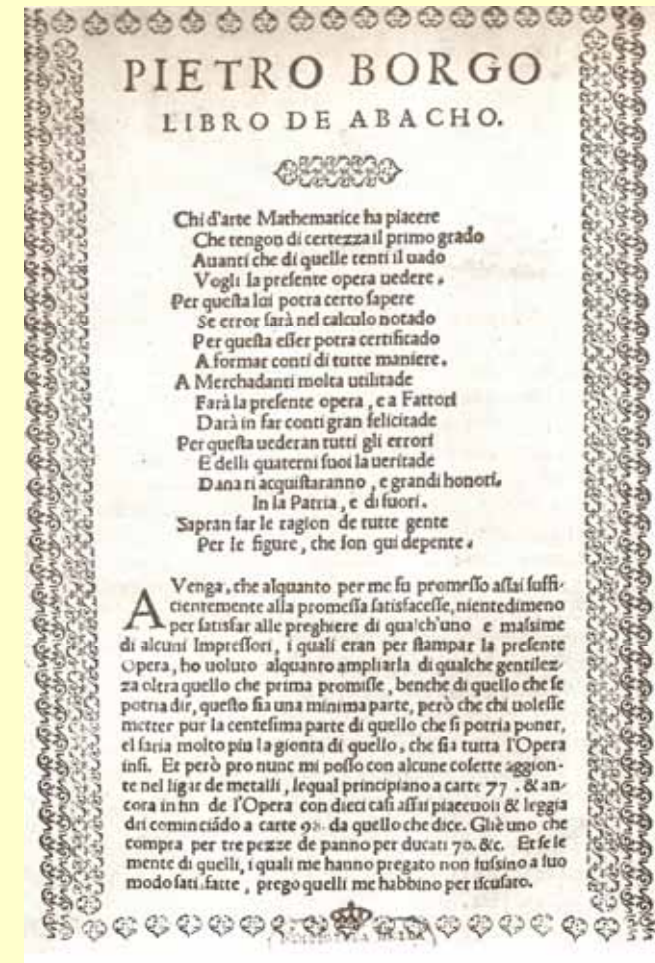 PIETRO BORGO
LIBRO DE ABACHO.
Chi d'arte Mathematice ha piacere
Che tengon di certezza il primo grado
Auanti che di quelle tenti il uado
Vogli la preſente opera uedere.
Per queſta lui potra certo ſapere
Se error ſarà nel calculo notado
Per queſta eſſer potra certificado
A formar conti di tutte maniere.
A Merchadanti molta utilitade
Farà la preſente opera, e a Fattori
Darà in far conti gran felicitade
Per queſta uederan tutti gli errori
E delli quaterni ſuoi la ueritade
Danari acquiſtaranno, e grandi honori.
In la Patria, e di fuori.
Sapran far le ragion de tutte gente
Per le figure, che ſon qui depente.
AVenga, che alquanto per me fu promeſſo aſſai ſuffi-
cientemente alla promeſſa ſatisfaceſſe, nientedimeno
per ſatisfar alle preghiere di qualch'uno e maſsime
di alcuni Impreſſori, i quali eran per ſtampar la preſente
Opera, ho uoluto alquanto ampliarla di qualche gentilez-
za oltra quello che prima promiſſe, benche di quello che ſe
potria dir, queſto ſia una minima parte, però che chi uoleſſe
metter pur la centeſima parte di quello che ſi potria poner,
el ſaria molto piu la gionta di quello, che ſia tutta l'Opera
inſi. Et però pro nunc mi poſſo con alcune coſette aggion-
te nel ligar de metalli, lequal principiano a carte 77. & an-
cora in fin de l'Opera con dieci caſi aſſai piaceuoli & leggia
dri cominciādo a carte 98. da quello che dice. Gliè uno che
compra per tre pezze de panno per ducati 70. &c. Et ſe le
mente di quelli, i quali me hanno pregato non fuſsino a ſuo
modo ſatisfatte, prego quelli me habbino per iſcuſato.